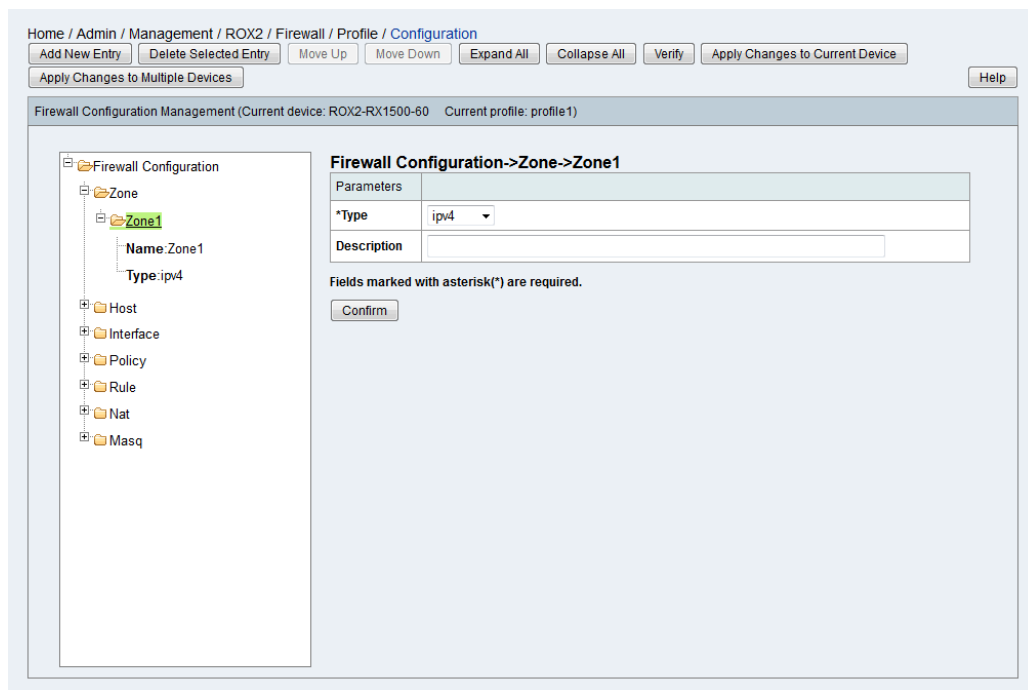 Home / Admin / Management / ROX2 / Firewall / Profile / Configuration
Add New Entry Delete Selected Entry Move Up Move Down Expand All Collapse All Verify Apply Changes to Current Device
Apply Changes to Multiple Devices Help
Firewall Configuration Management (Current device: ROX2-RX1500-60 Current profile: profile1)
Firewall Configuration
Zone
Zone1
Name:Zone1
Type:ipv4
Host
Interface
Policy
Rule
Nat
Masq
Firewall Configuration->Zone->Zone1
Parameters
*Type ipv4
Description
Fields marked with asterisk(*) are required.
Confirm